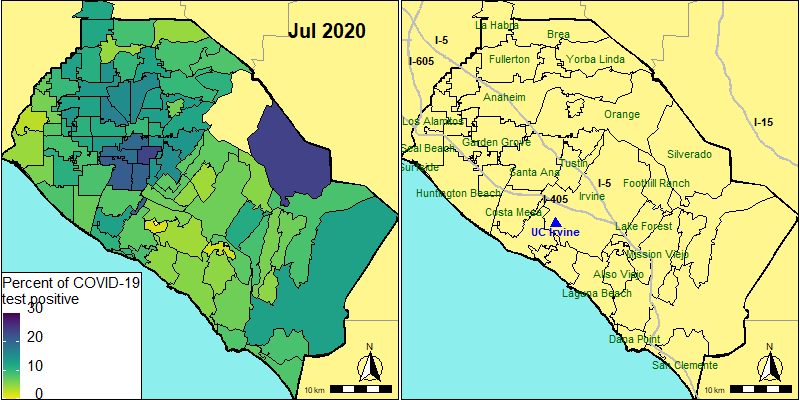 Jul 2020
Percent of COVID-19
test positive
30
20
10
0
N
10 km
La Habra
Brea
I-5
Fullerton
Yorba Linda
I-605
Anaheim
Orange
Los Alamitos
I-15
Garden Grove
Seal Beach
Silverado
Tustin
Surfside
Santa Ana
I-5
Foothill Ranch
Huntington Beach
I-405
Irvine
Costa Mesa
Lake Forest
UC Irvine
Mission Viejo
Aliso Viejo
Laguna Beach
Dana Point
San Clemente
N
10 km